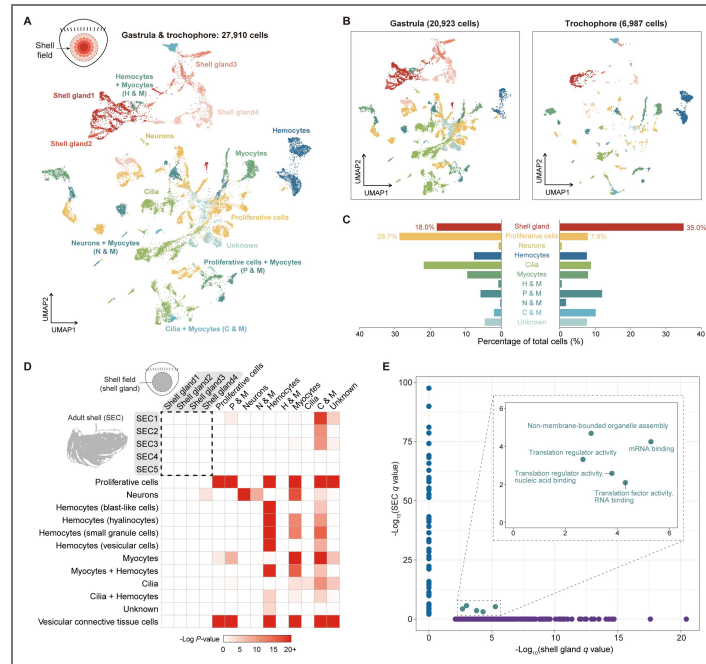 A
Gastrula & trophophore: 27,910 cells
Shell field
Shell gland3
Hemocytes + Myocytes (H & M)
Shell gland1
Shell gland4
Shell gland2
Neurons
Hemocytes
Myocytes
Cilia
Proliferative cells
Neurons + Myocytes (N & M)
Unknown
Proliferative cells + Myocytes (P & M)
Cilia + Myocytes (C & M)
UMAP2
UMAP1
B
Gastrula (20,923 cells)
Trochophore (6,987 cells)
UMAP2
UMAP1
UMAP2
UMAP1
C
18.0%
Shell gland
35.0%
28.7%
Proliferative cells
7.8%
Neurons
Hemocytes
Cilia
Myocytes
H & M
P & M
N & M
C & M
Unknown
40 30 20 10 0 0 10 20 30 40
Percentage of total cells (%)
D
Shell field (shell gland)
Shell gland1
Shell gland2
Shell gland3
Shell gland4
Proliferative cells
P & M
Neurons
N & M
Hemocytes
H & M
Myocytes
Cilia
C & M
Unknown
Adult shell (SEC)
SEC1
SEC2
SEC3
SEC4
SEC5
Proliferative cells
Neurons
Hemocytes (blast-like cells)
Hemocytes (hyalinocytes)
Hemocytes (small granule cells)
Hemocytes (vesicular cells)
Myocytes
Myocytes + Hemocytes
Cilia
Cilia + Hemocytes
Unknown
Vesicular connective tissue cells
-Log P-value
0 5 10 15 20+
E
-Log10(SEC q value)
100
75
50
25
0
6
4
2
0
Non-membrane-bounded organelle assembly
mRNA binding
Translation regulator activity
Translation regulator activity, nucleic acid binding
Translation factor activity, RNA binding
0 2 4 6
0 5 10 15 20
-Log10(shell gland q value)